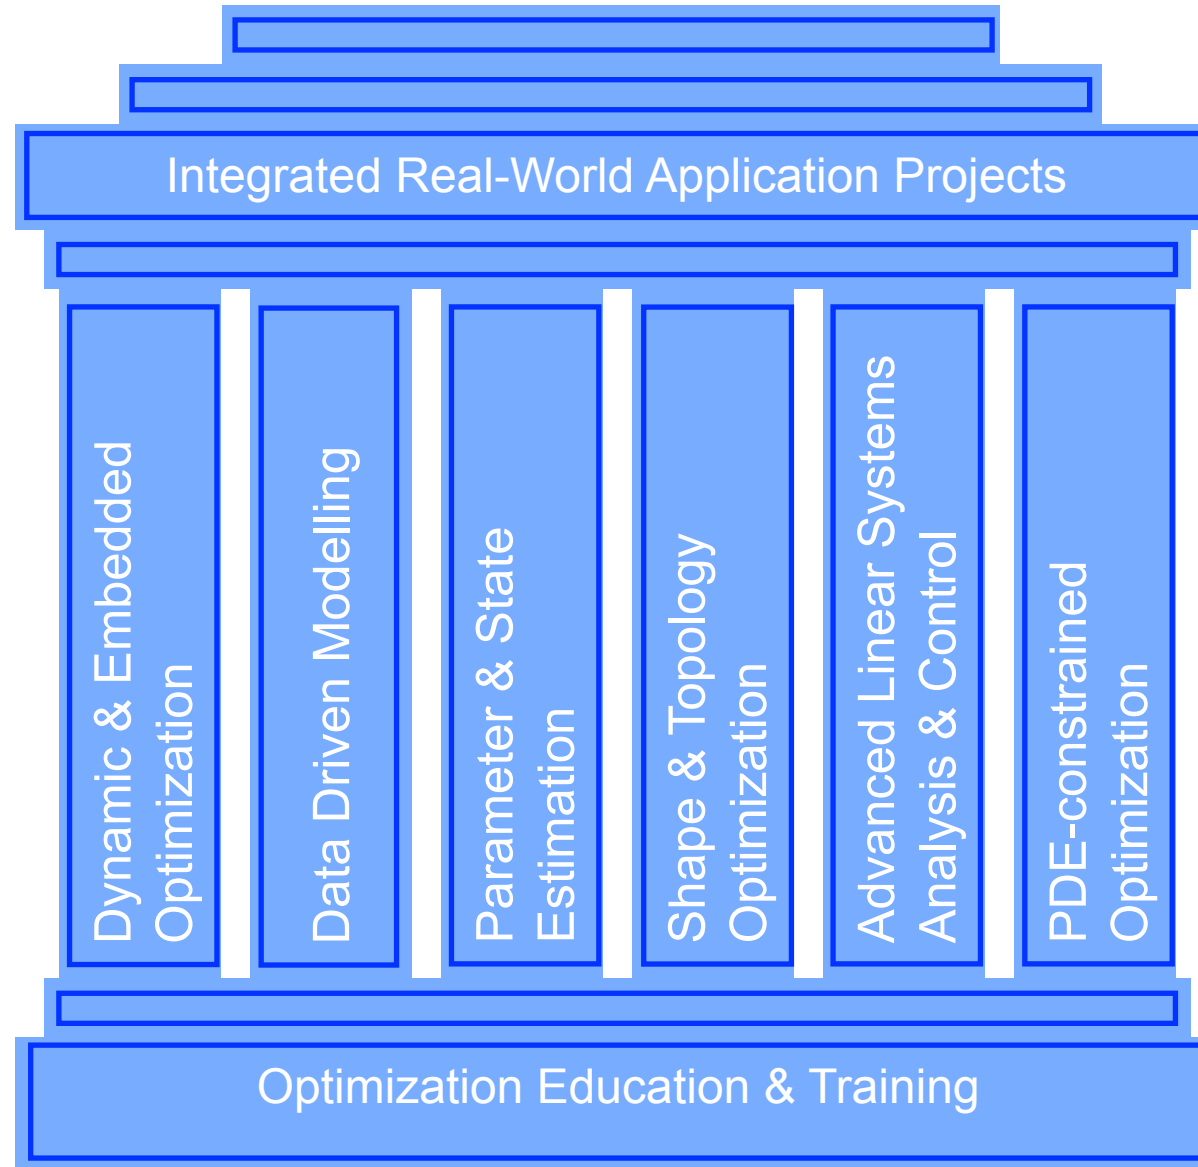 Integrated Real-World Application Projects
Dynamic & Embedded
Optimization
Data Driven Modelling
Parameter & State
Estimation
Shape & Topology
Optimization
Advanced Linear Systems
Analysis & Control
PDE-constrained
Optimization
Optimization Education & Training